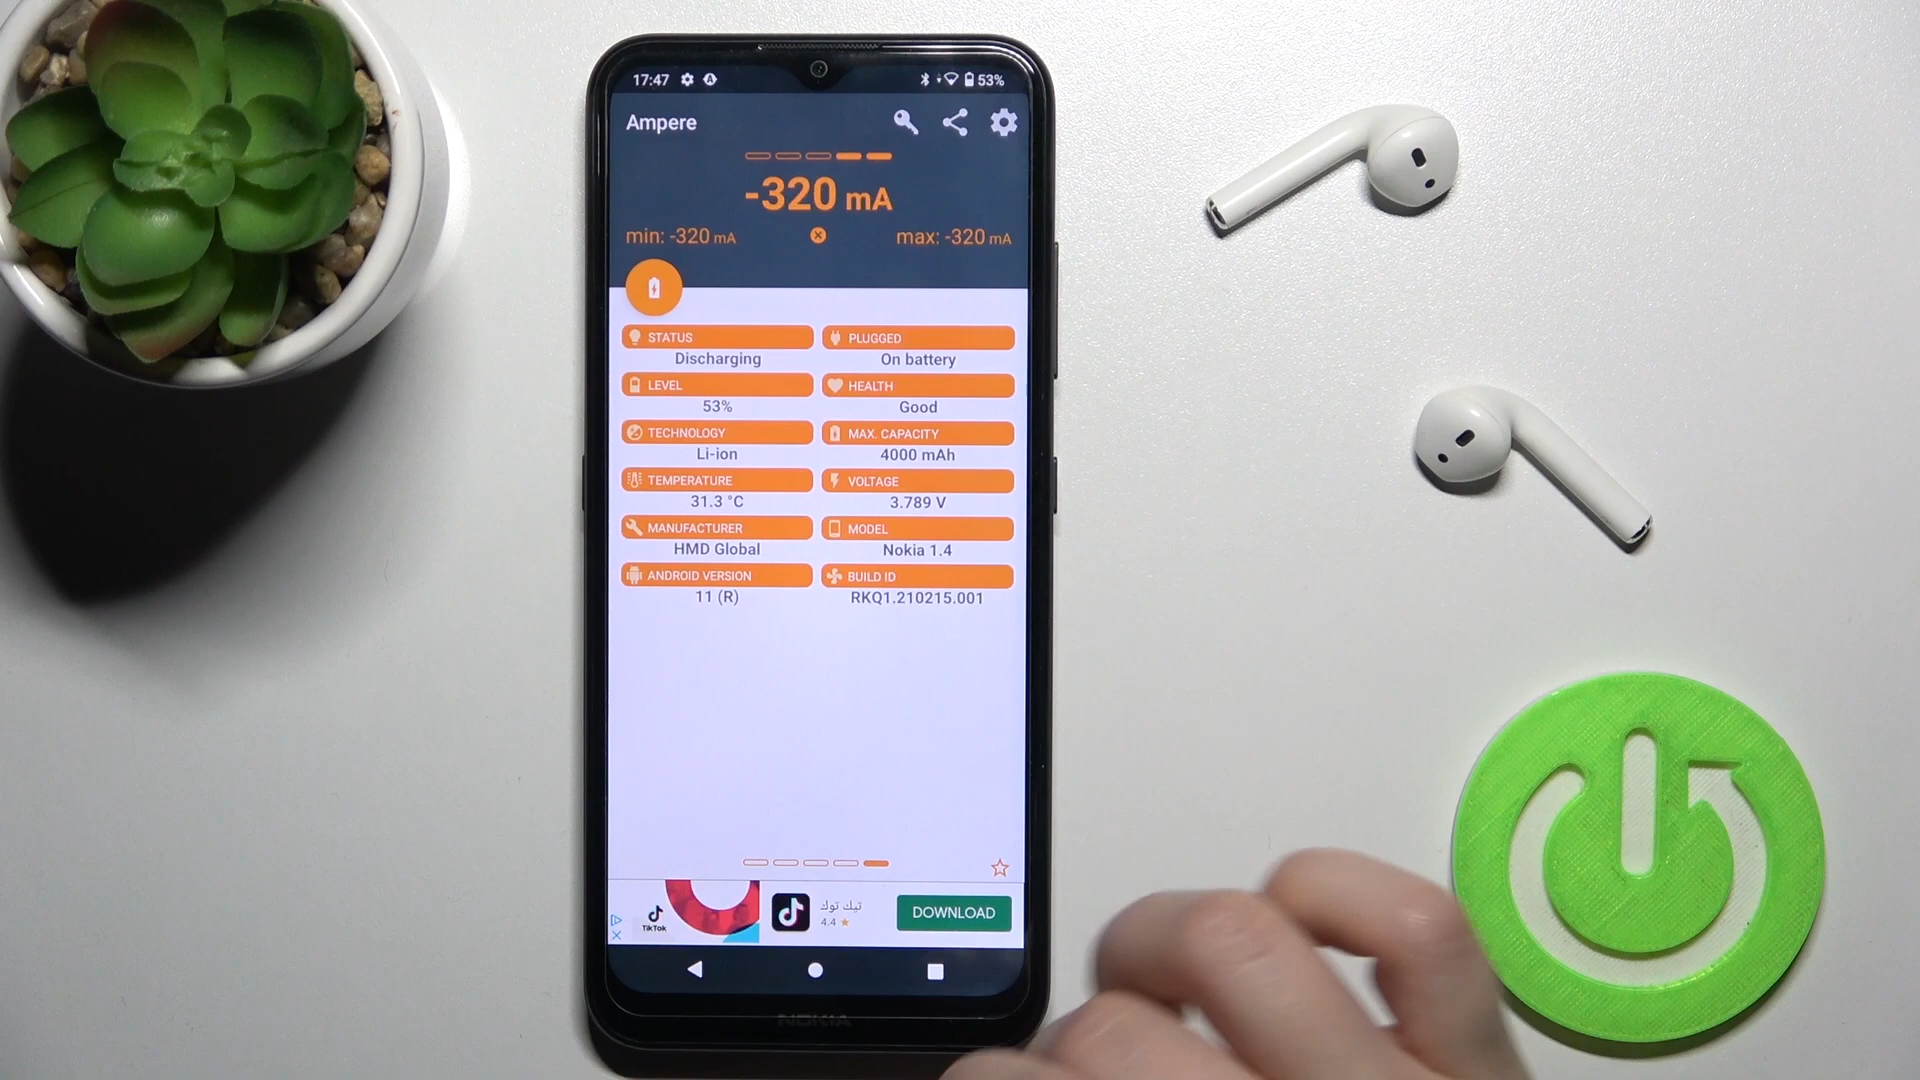 17:47 53%
Ampere
-320 mA
min: -320 mA max: -320 mA
STATUS PLUGGED
Discharging On battery
LEVEL HEALTH
53% Good
TECHNOLOGY MAX. CAPACITY
Li-ion 4000 mAh
TEMPERATURE VOLTAGE
31.3 °C 3.789 V
MANUFACTURER MODEL
HMD Global Nokia 1.4
ANDROID VERSION BUILD ID
11 (R) RKQ1.210215.001
TikTok تيك توك DOWNLOAD
4.4 ★
NOKIA